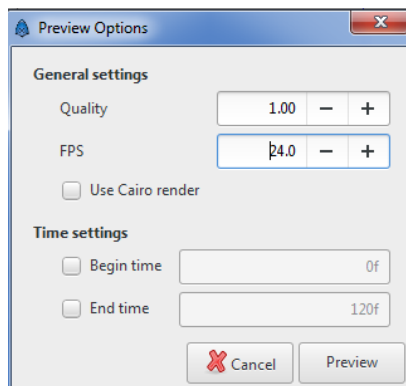 Preview Options
General settings
Quality 1.00 − +
FPS 24.0 − +
Use Cairo render
Time settings
Begin time 0f
End time 120f
Cancel Preview